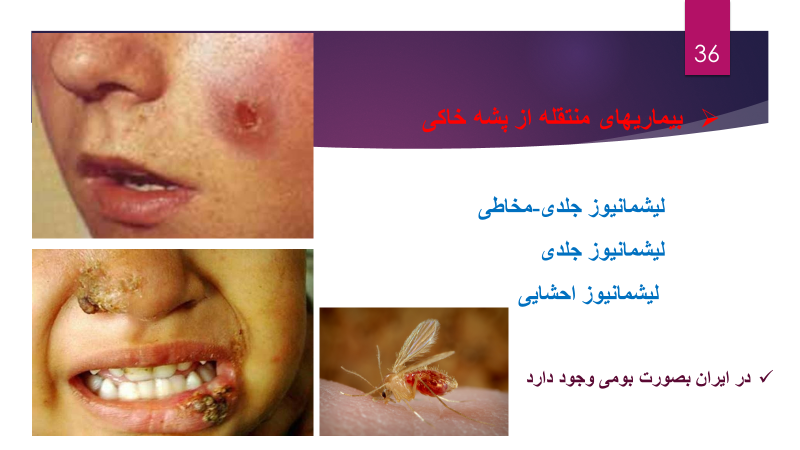 36
بیماریهای منتقله از پشه خاکی
لیشمانیوز جلدی-مخاطی
لیشمانیوز جلدی
لیشمانیوز احشایی
در ایران بصورت بومی وجود دارد